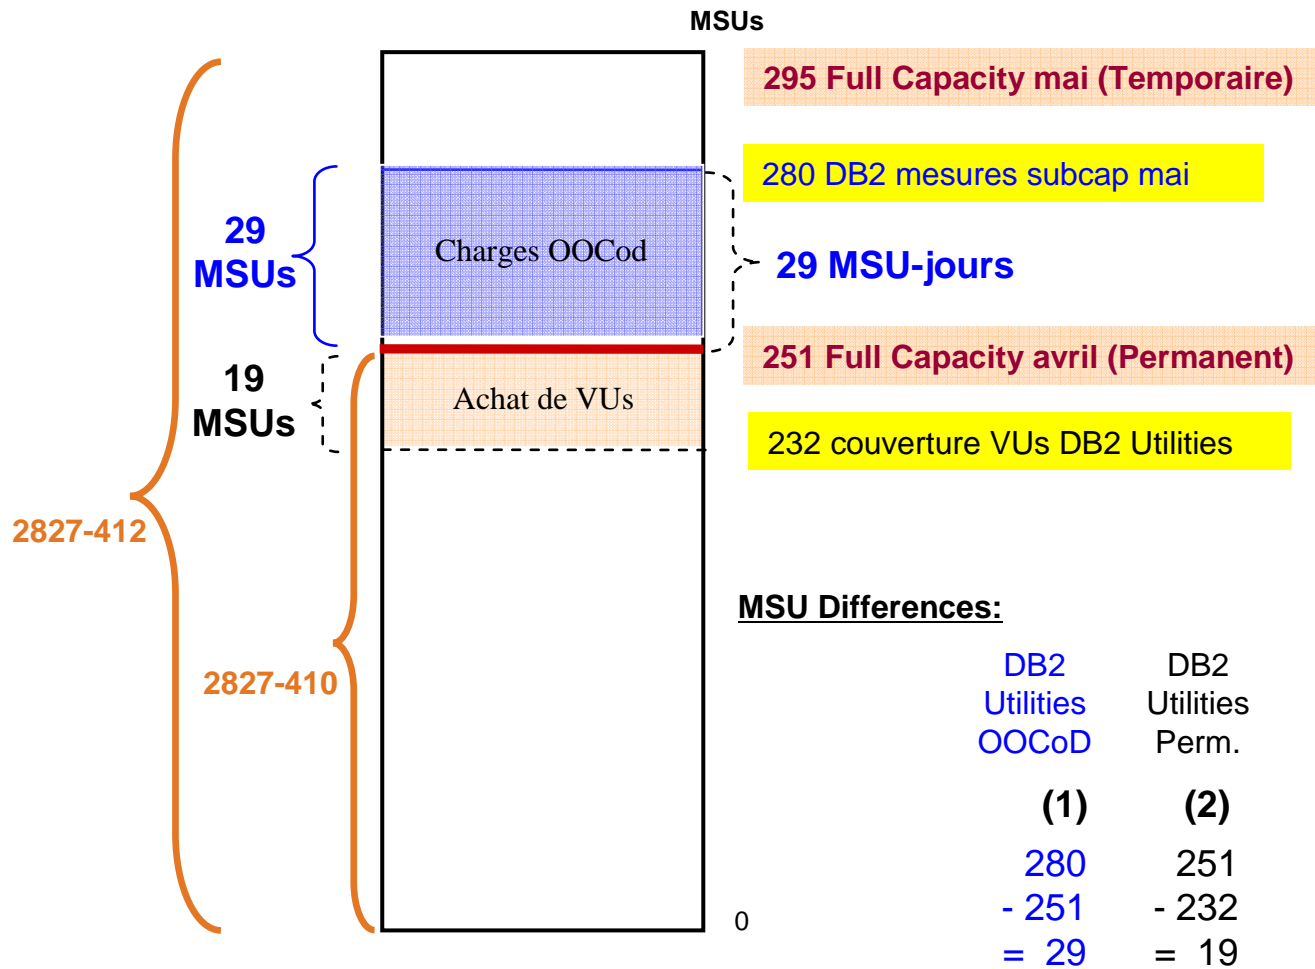 MSUs
295 Full Capacity mai (Temporaire)
280 DB2 mesures subcap mai
29
MSUs
Charges OOCod
29 MSU-jours
251 Full Capacity avril (Permanent)
19
MSUs
Achat de VUs
232 couverture VUs DB2 Utilities
2827-412
2827-410
MSU Differences:
DB2 DB2
Utilities Utilities
OOCoD Perm.
(1) (2)
280 251
- 251 - 232
= 29 = 19
0